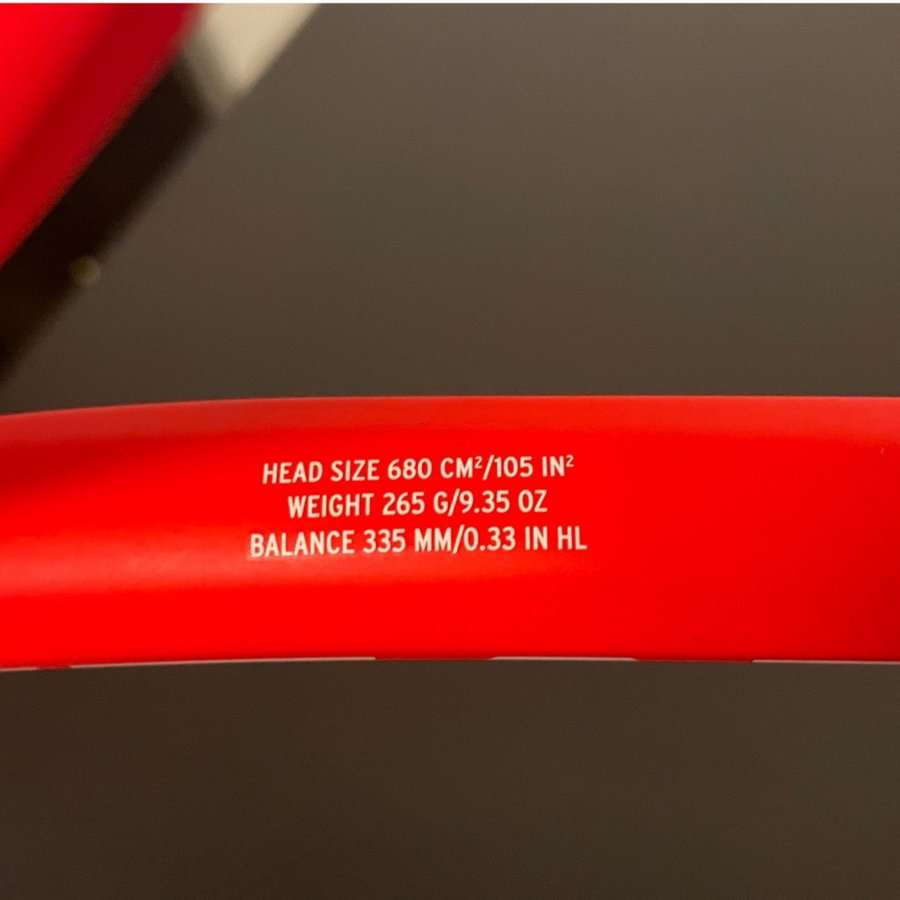 HEAD SIZE 680 CM²/105 IN²
WEIGHT 265 G/9.35 OZ
BALANCE 335 MM/0.33 IN HL